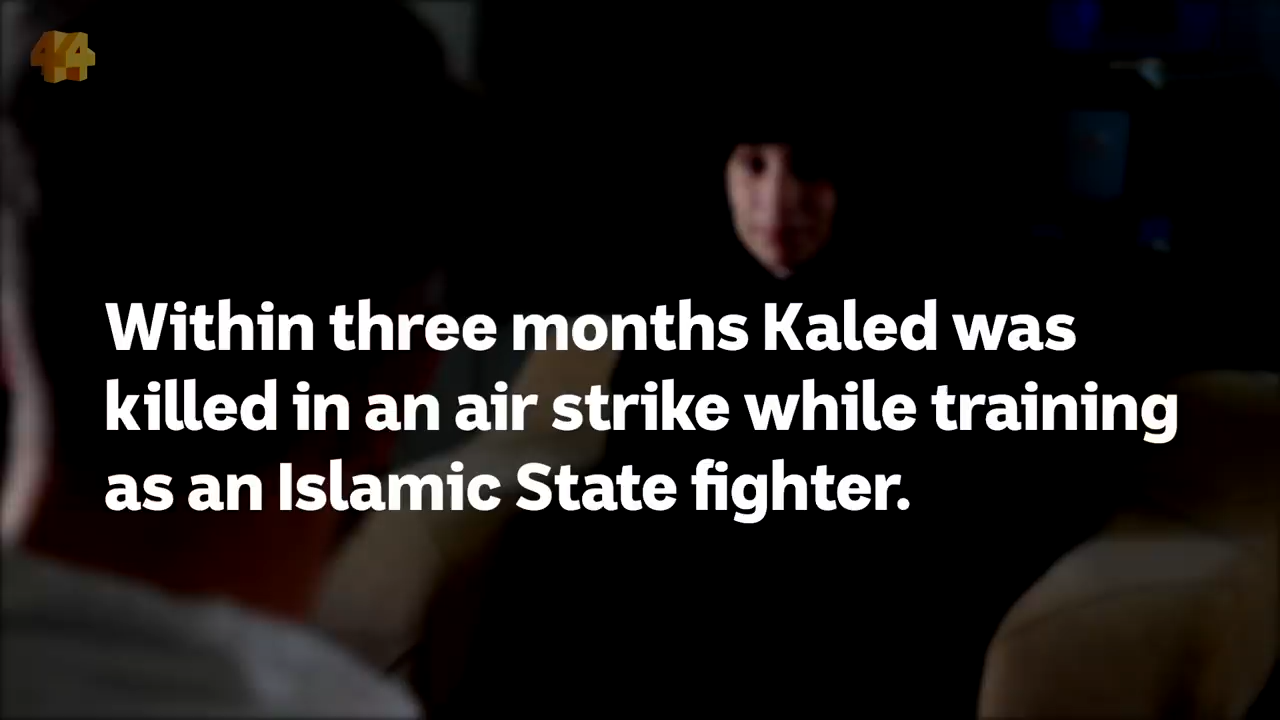 Within three months Kaled was
killed in an air strike while training
as an Islamic State fighter.